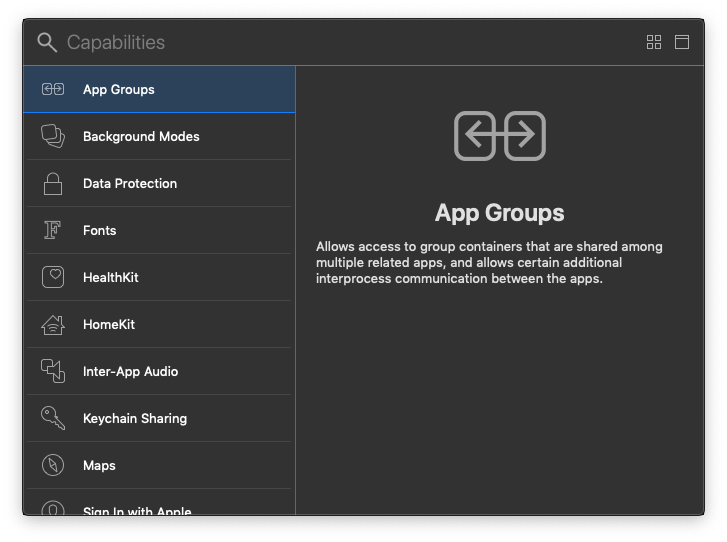 Capabilities
App Groups
Background Modes
Data Protection
Fonts
HealthKit
HomeKit
Inter-App Audio
Keychain Sharing
Maps
Sign In with Apple
App Groups
Allows access to group containers that are shared among
multiple related apps, and allows certain additional
interprocess communication between the apps.